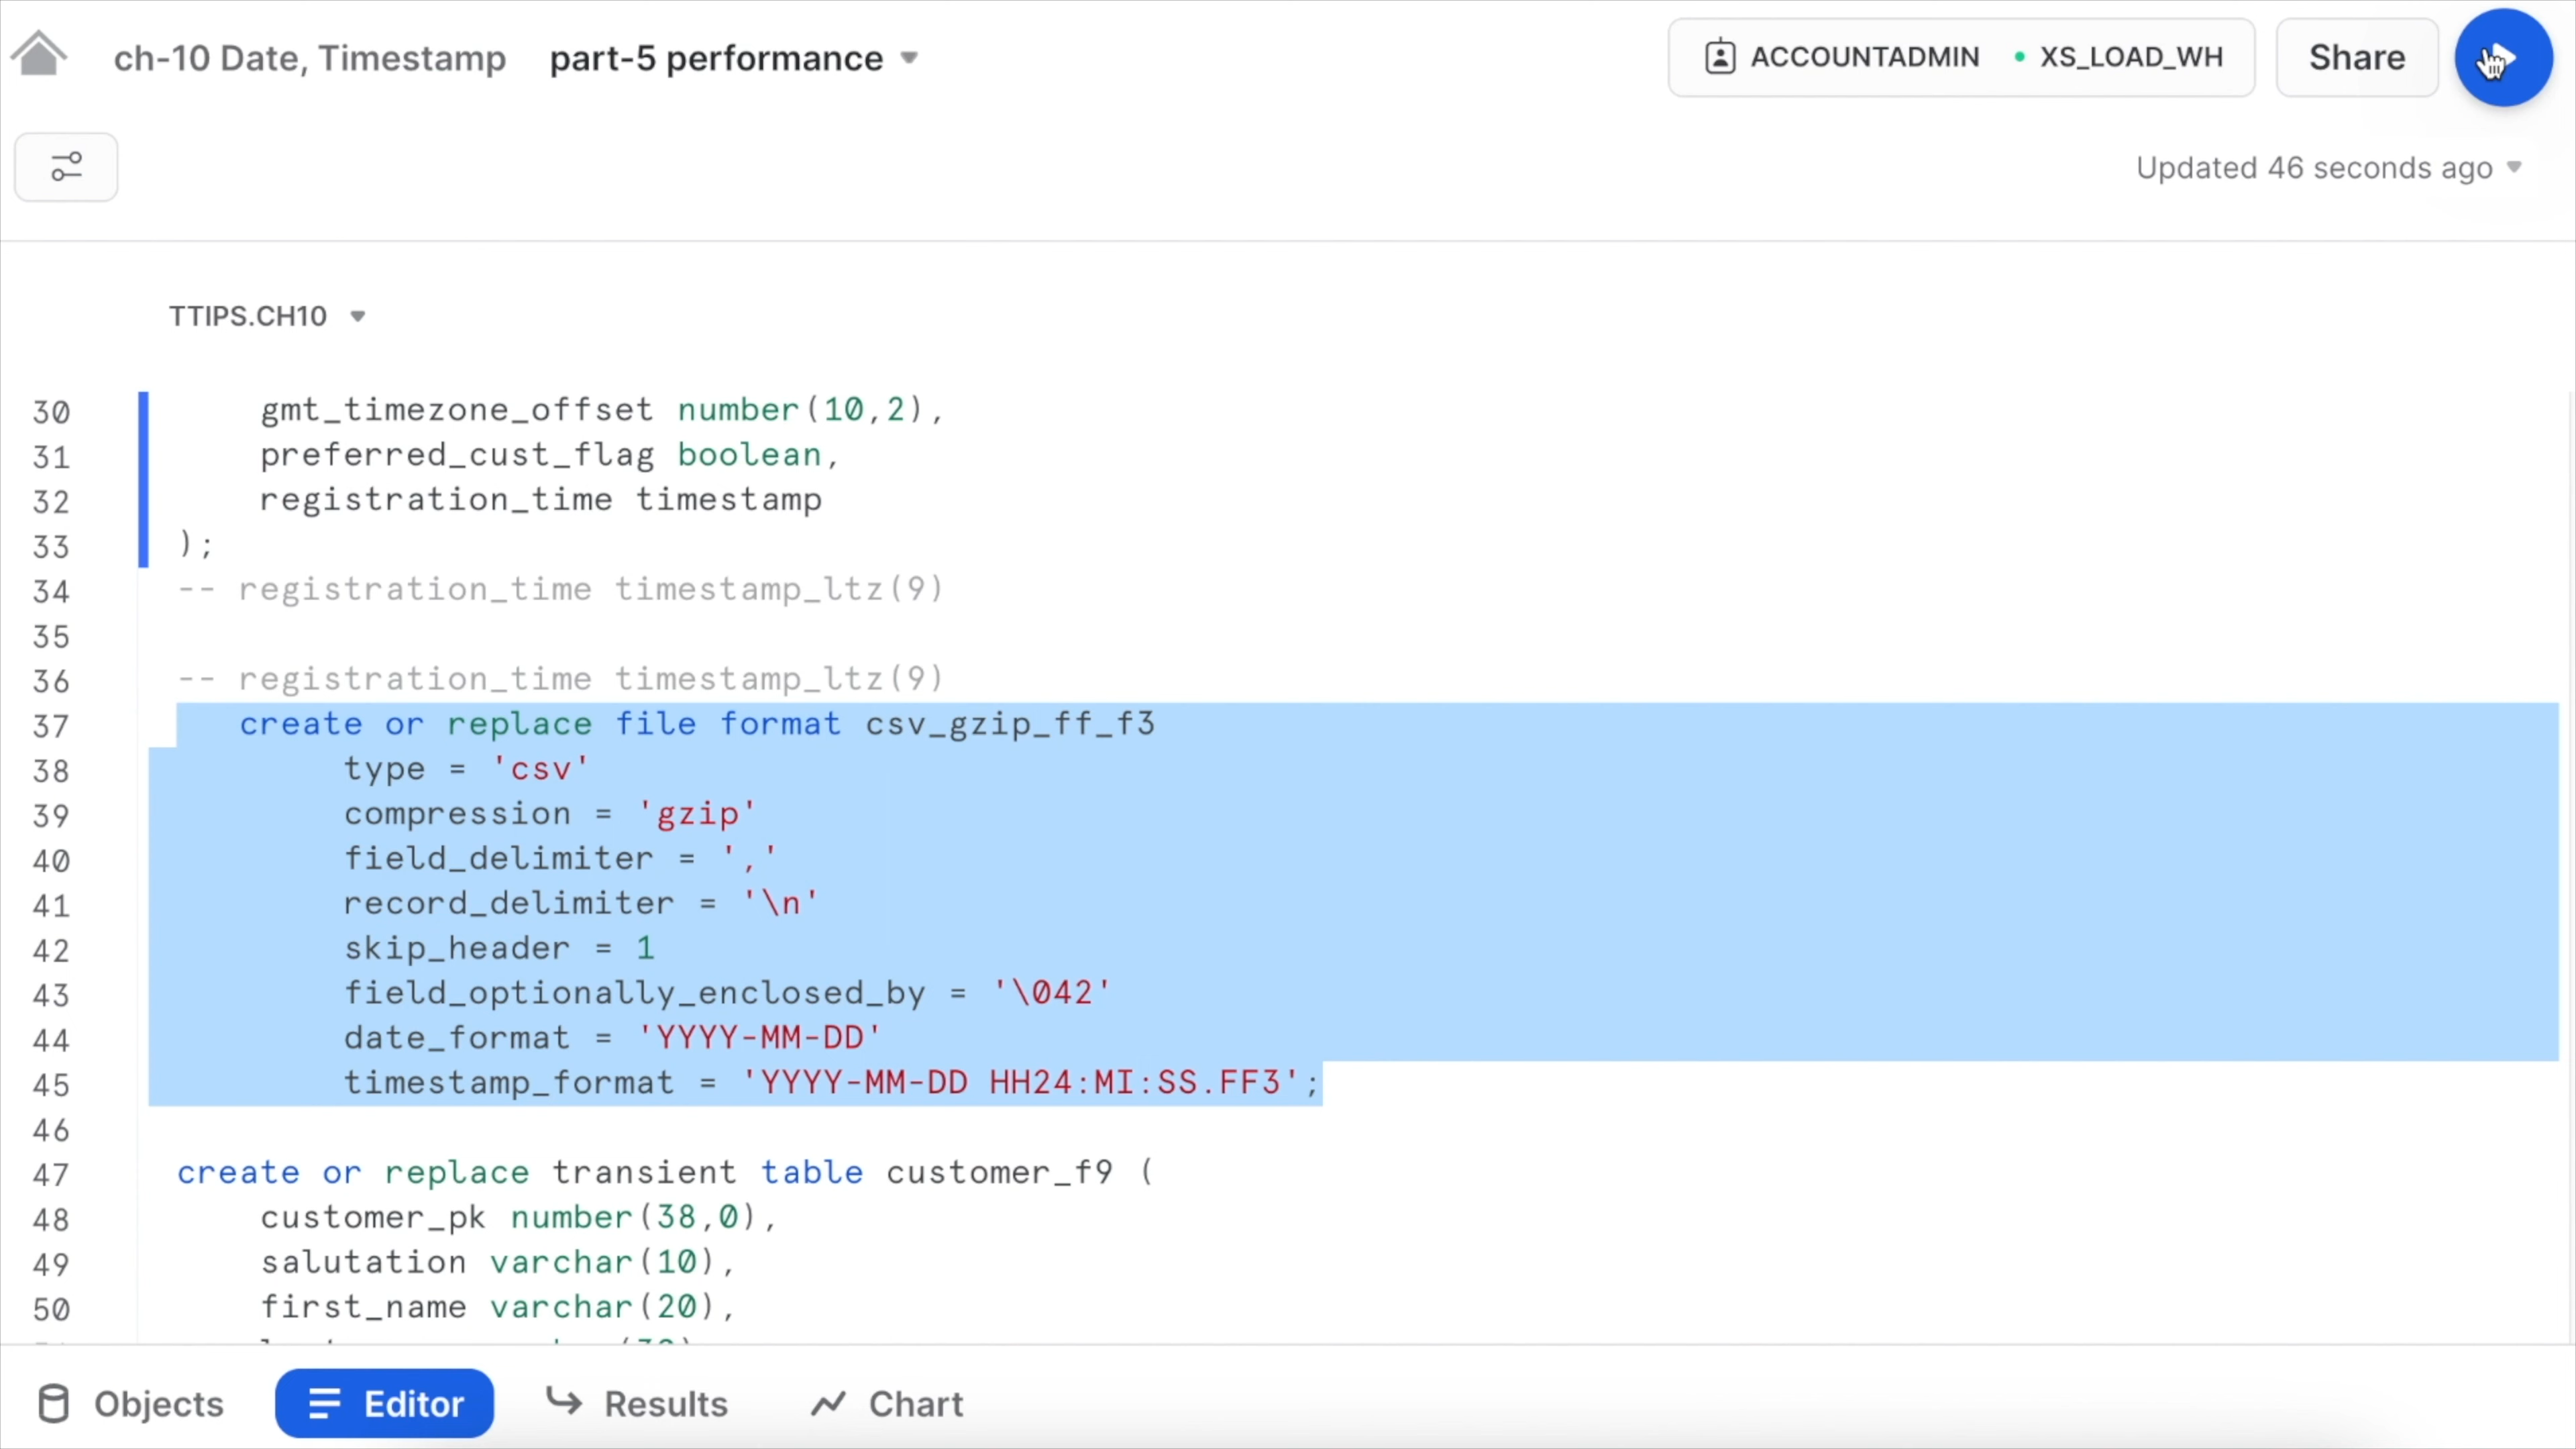 ch-10 Date, Timestamp part-5 performance ACCOUNTADMIN XS_LOAD_WH Share
Updated 46 seconds ago
TTIPS.CH10
30 gmt_timezone_offset number(10,2),
31 preferred_cust_flag boolean,
32 registration_time timestamp
33 );
34 -- registration_time timestamp_ltz(9)
35
36 -- registration_time timestamp_ltz(9)
37 create or replace file format csv_gzip_ff_f3
38 type = 'csv'
39 compression = 'gzip'
40 field_delimiter = ','
41 record_delimiter = '\n'
42 skip_header = 1
43 field_optionally_enclosed_by = '\042'
44 date_format = 'YYYY-MM-DD'
45 timestamp_format = 'YYYY-MM-DD HH24:MI:SS.FF3';
46
47 create or replace transient table customer_f9 (
48 customer_pk number(38,0),
49 salutation varchar(10),
50 first_name varchar(20),
Objects Editor Results Chart